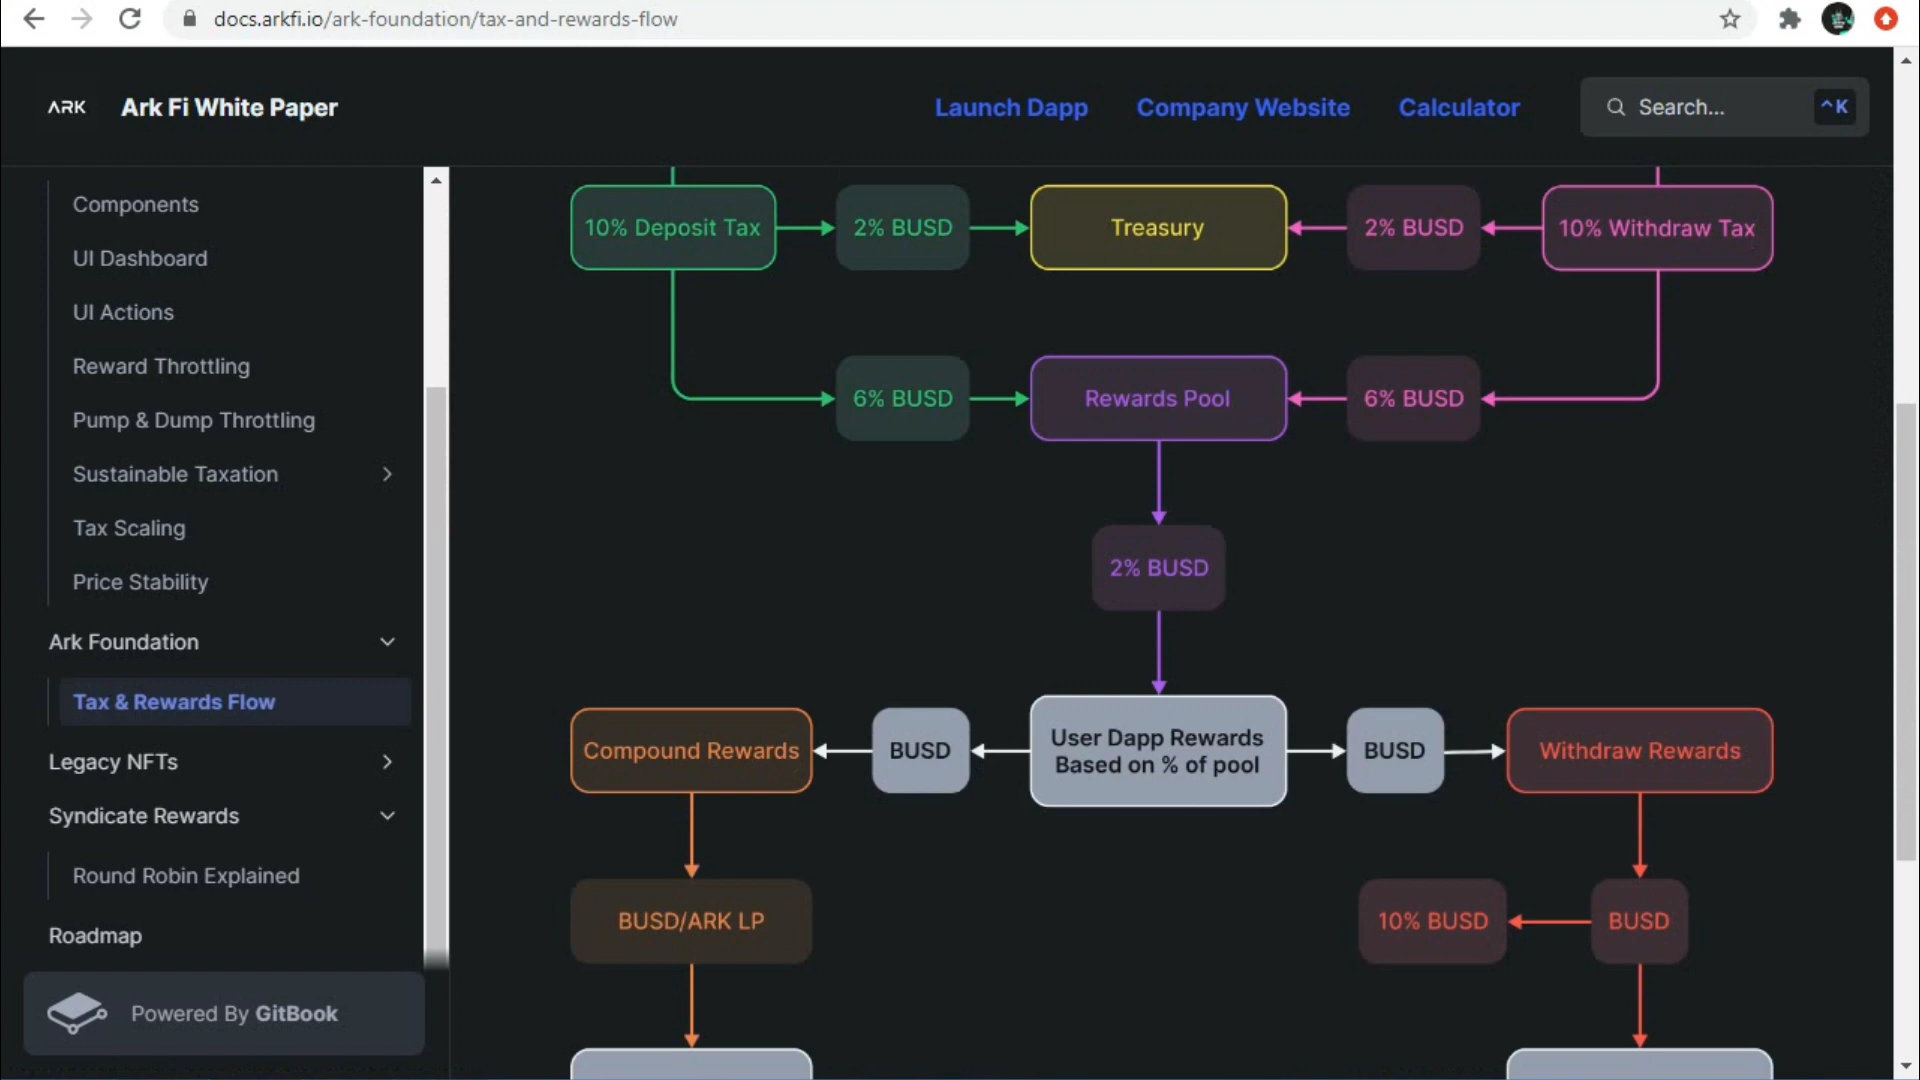 docs.arkfi.io/ark-foundation/tax-and-rewards-flow
ARK
Ark Fi White Paper
Launch Dapp
Company Website
Calculator
Search...
^K
Components
UI Dashboard
UI Actions
Reward Throttling
Pump & Dump Throttling
Sustainable Taxation
Tax Scaling
Price Stability
Ark Foundation
Tax & Rewards Flow
Legacy NFTs
Syndicate Rewards
Round Robin Explained
Roadmap
Powered By GitBook
10% Deposit Tax
2% BUSD
Treasury
2% BUSD
10% Withdraw Tax
6% BUSD
Rewards Pool
6% BUSD
2% BUSD
Compound Rewards
BUSD
User Dapp Rewards
Based on % of pool
BUSD
Withdraw Rewards
BUSD/ARK LP
10% BUSD
BUSD